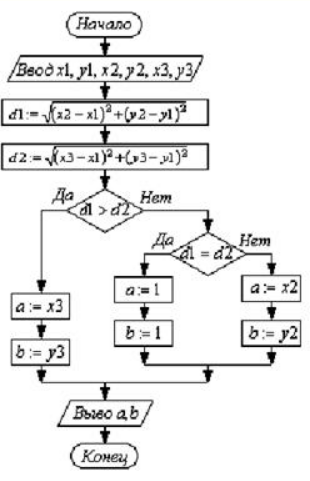 Начало
Ввод x1, y1, x2, y2, x3, y3
d1 := √(x2 − x1)² + (y2 − y1)²
d2 := √(x3 − x1)² + (y3 − y1)²
Да Нет
d1 > d2
Да Нет
d1 = d2
a := 1 a := x2
a := x3
b := 1 b := y2
b := y3
Выво a,b
Конец